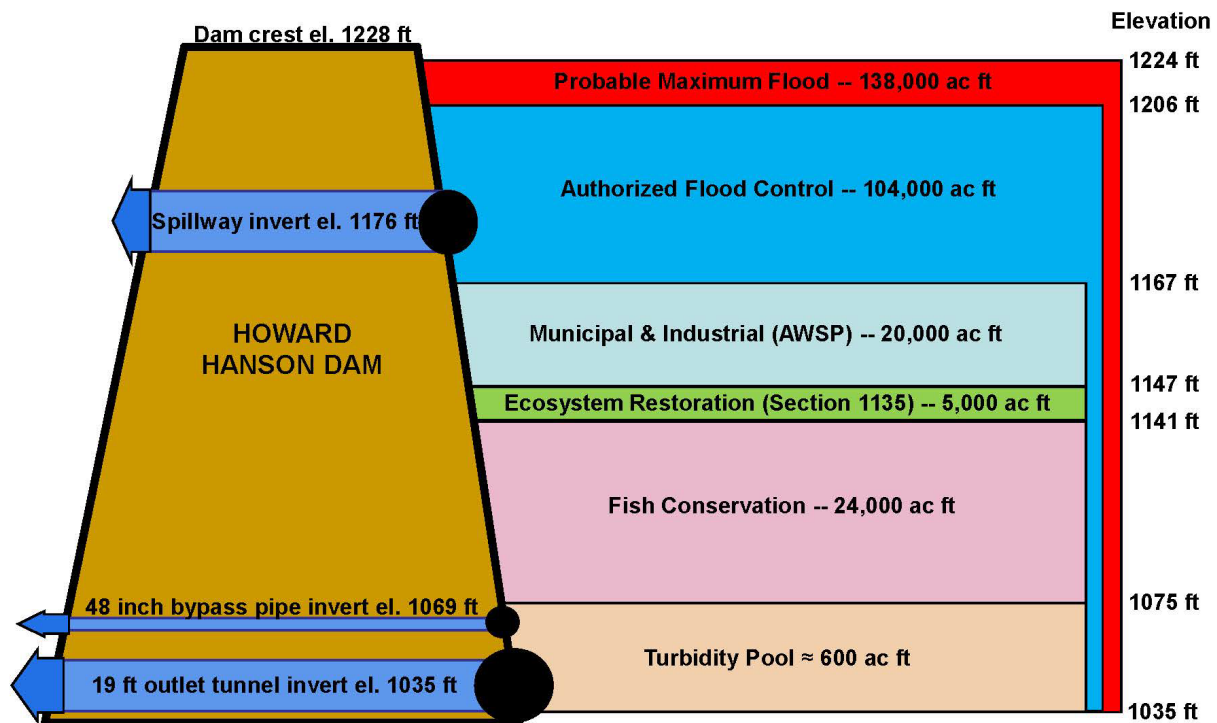 Elevation
Dam crest el. 1228 ft
1224 ft
Probable Maximum Flood -- 138,000 ac ft
1206 ft
Authorized Flood Control -- 104,000 ac ft
Spillway invert el. 1176 ft
1167 ft
HOWARD
HANSON DAM
Municipal & Industrial (AWSP) -- 20,000 ac ft
1147 ft
Ecosystem Restoration (Section 1135) -- 5,000 ac ft
1141 ft
Fish Conservation -- 24,000 ac ft
48 inch bypass pipe invert el. 1069 ft
1075 ft
Turbidity Pool ≈ 600 ac ft
19 ft outlet tunnel invert el. 1035 ft
1035 ft